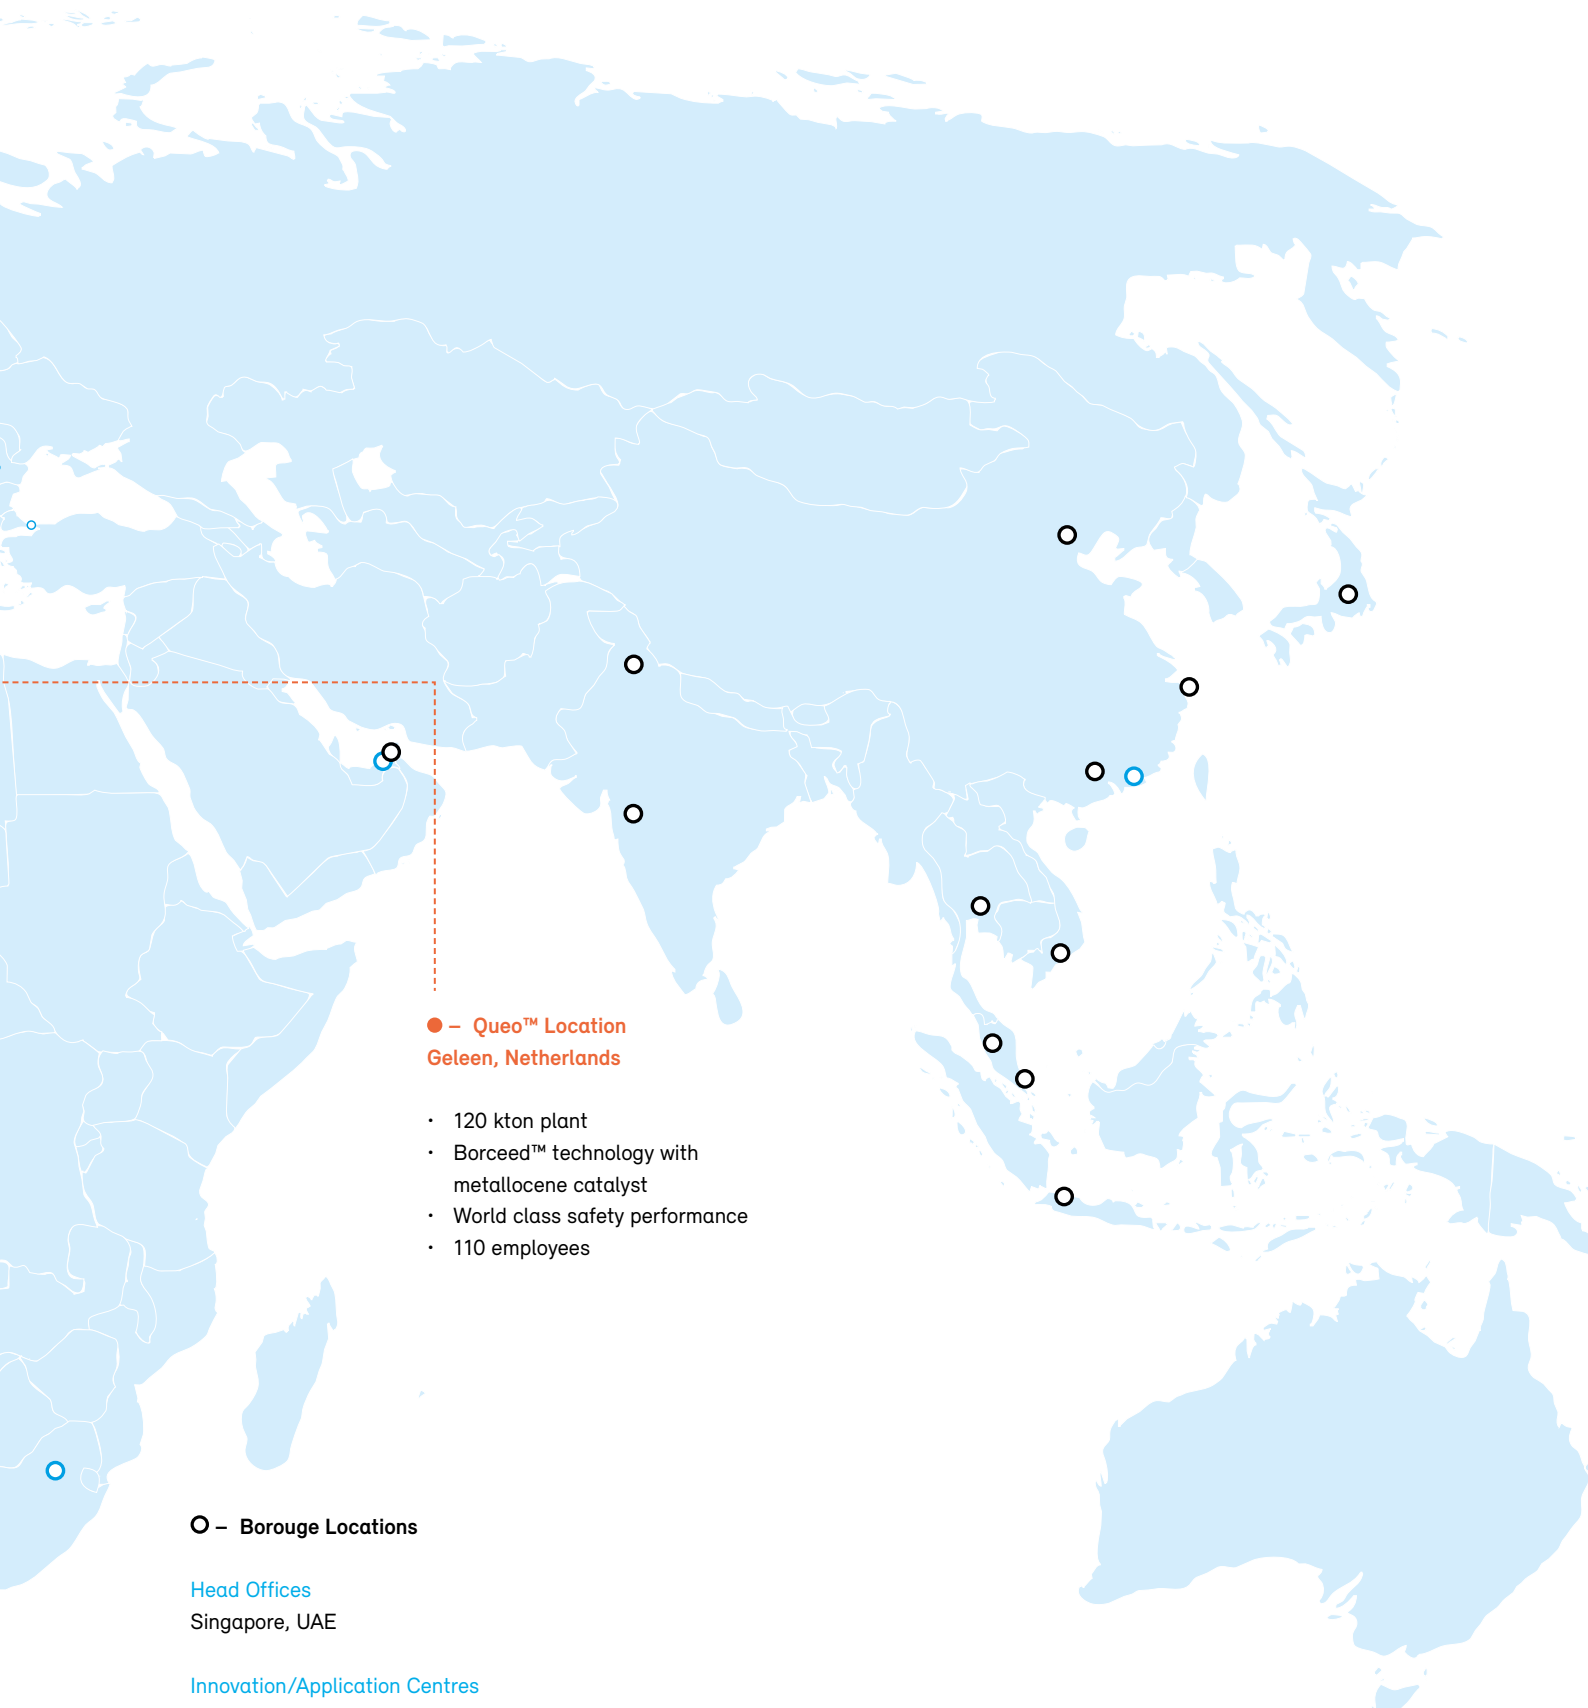 – Queo™ Location
Geleen, Netherlands
• 120 kton plant
• Borceed™ technology with
metallocene catalyst
• World class safety performance
• 110 employees
– Borouge Locations
Head Offices
Singapore, UAE
Innovation/Application Centres